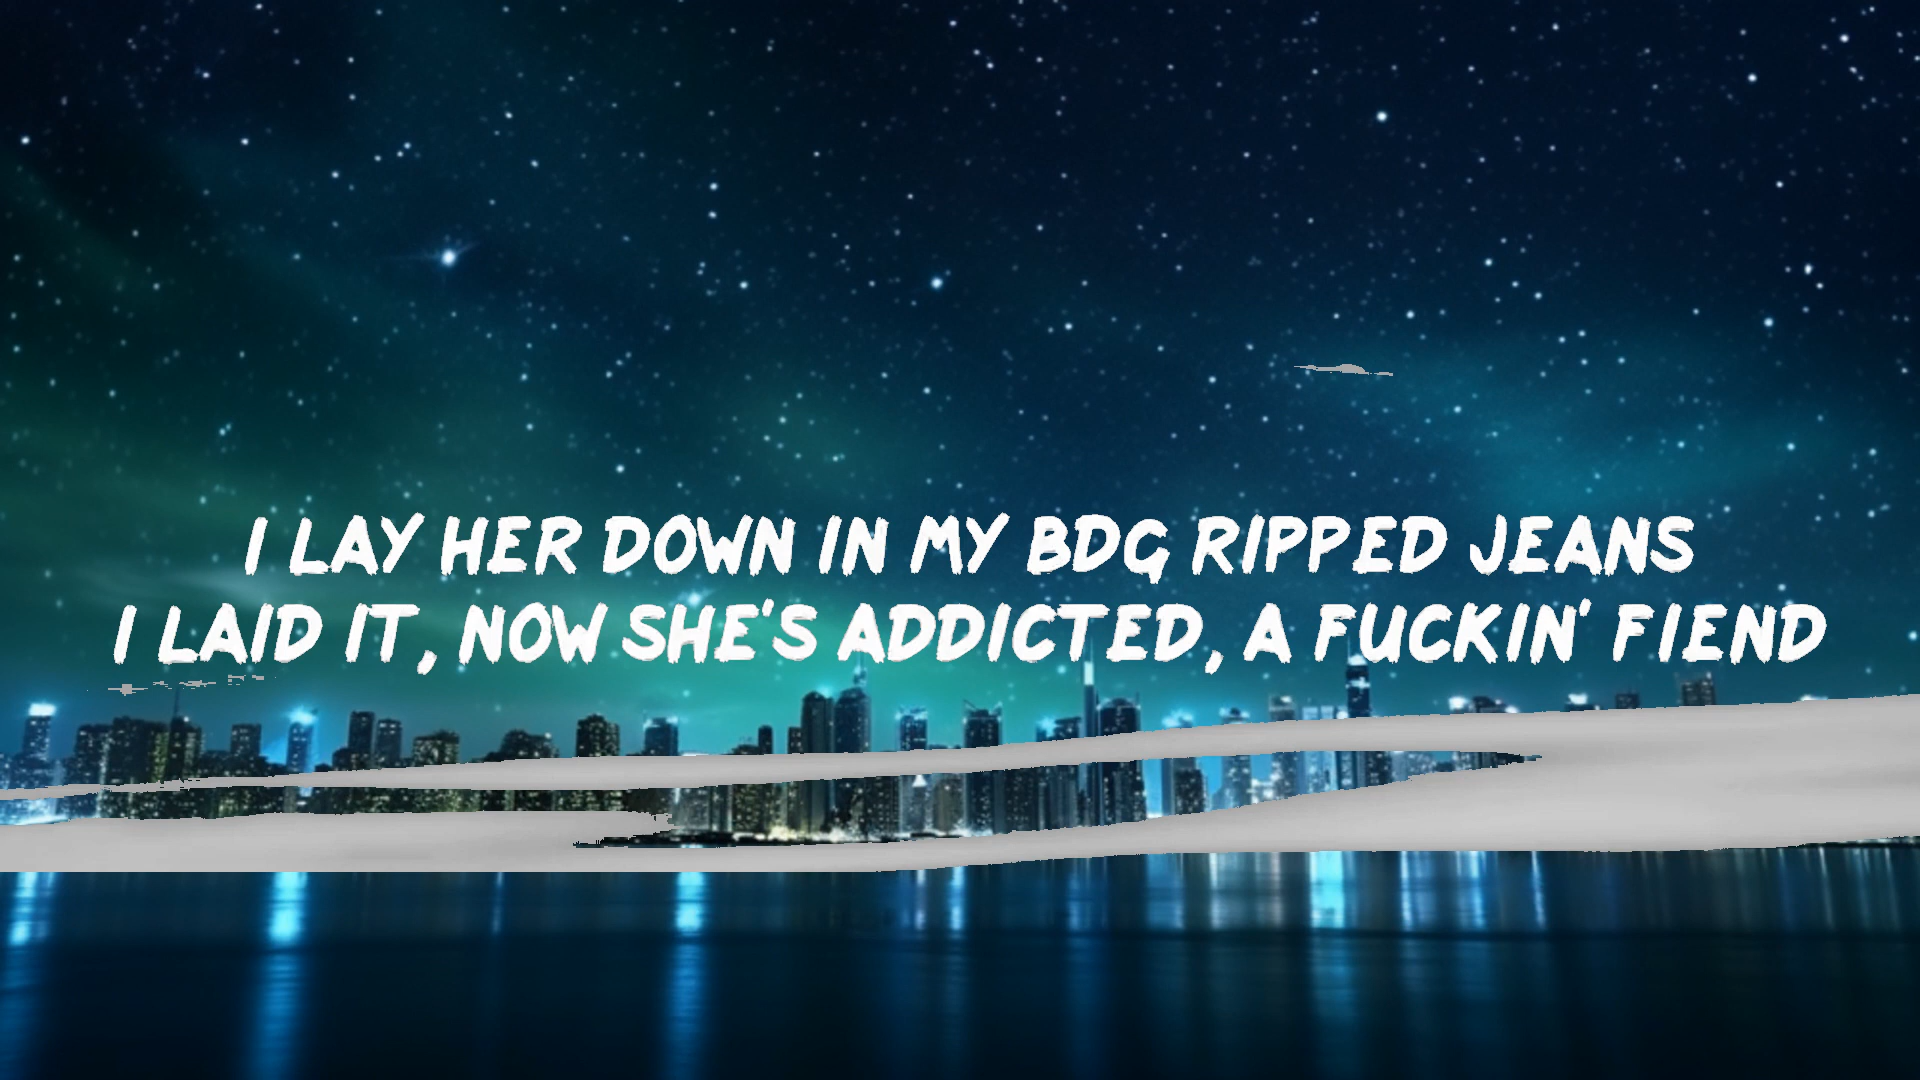 I LAY HER DOWN IN MY BDG RIPPED JEANS
I LAID IT, NOW SHE'S ADDICTED, A FUCKIN' FIEND